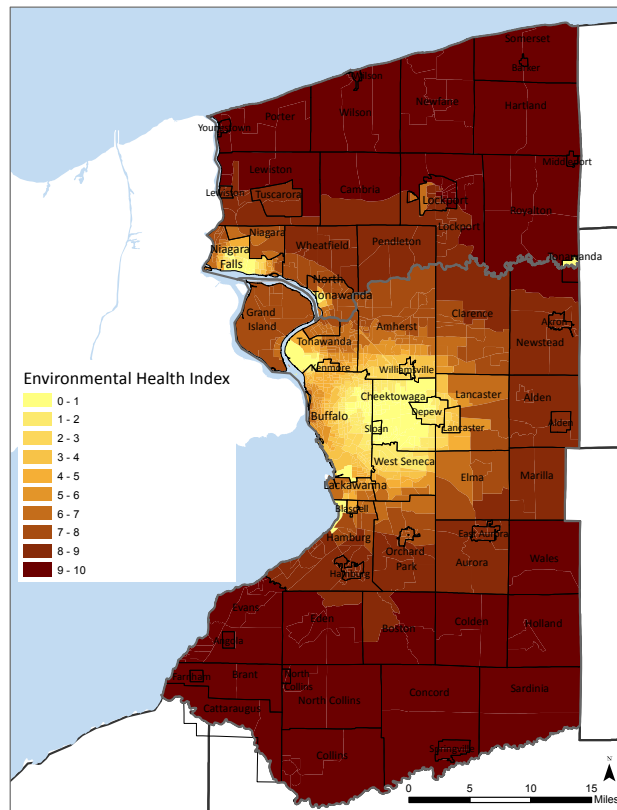 Somerset
Barker
Wilson
Newfane
Wilson
Hartland
Porter
Youngstown
Middleport
Lewiston
Cambria
Lewiston
Tuscarora
Lockport
Royalton
Lockport
Niagara
Niagara
Falls
Wheatfield
Pendleton
North
Tonawanda
Grand
Island
Clarence
Amherst
Akron
Tonawanda
Newstead
Kenmore
Williamsville
Environmental Health Index
0 - 1
1 - 2
2 - 3
3 - 4
4 - 5
5 - 6
6 - 7
7 - 8
8 - 9
9 - 10
Cheektowaga
Lancaster
Alden
Buffalo
Depew
Sloan
Lancaster
Alden
West Seneca
Elma
Marilla
Lackawanna
Blasdell
Hamburg
Orchard
Park
East Aurora
Aurora
Wales
Hamburg
Evans
Eden
Boston
Colden
Holland
Angola
Farnham
Brant
North
Collins
North Collins
Concord
Sardinia
Cattaraugus
Collins
Springville
N
0 5 10 15
Miles